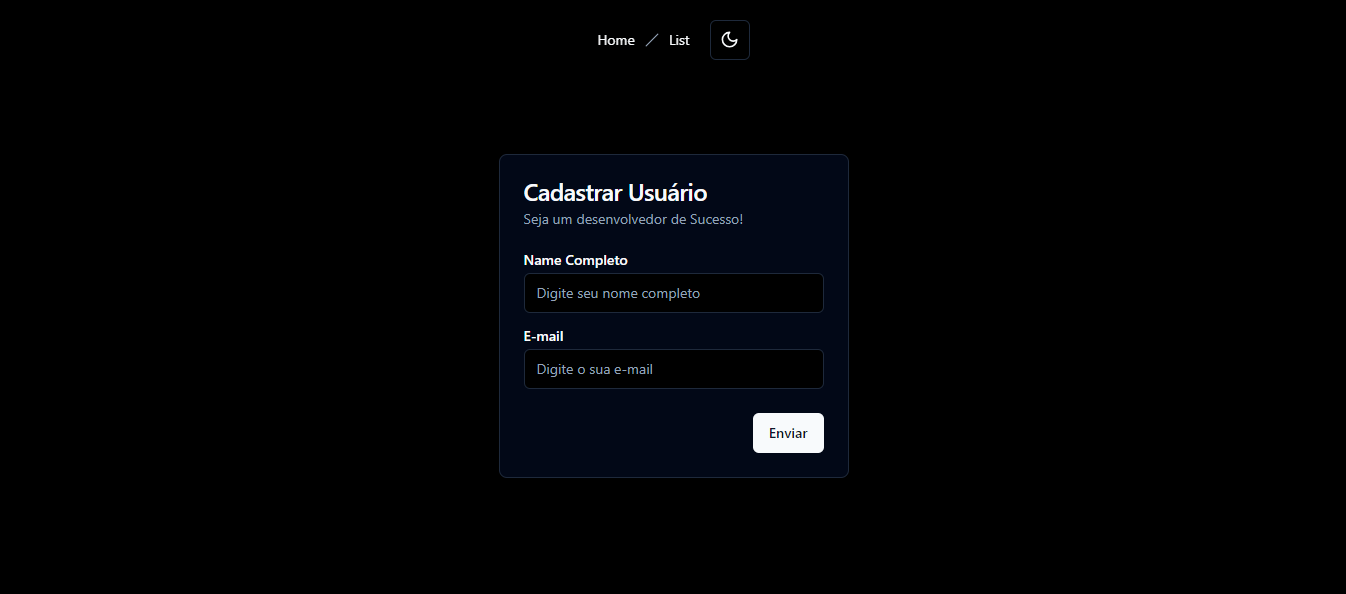 Home / List
Cadastrar Usuário
Seja um desenvolvedor de Sucesso!
Name Completo
Digite seu nome completo
E-mail
Digite o sua e-mail
Enviar